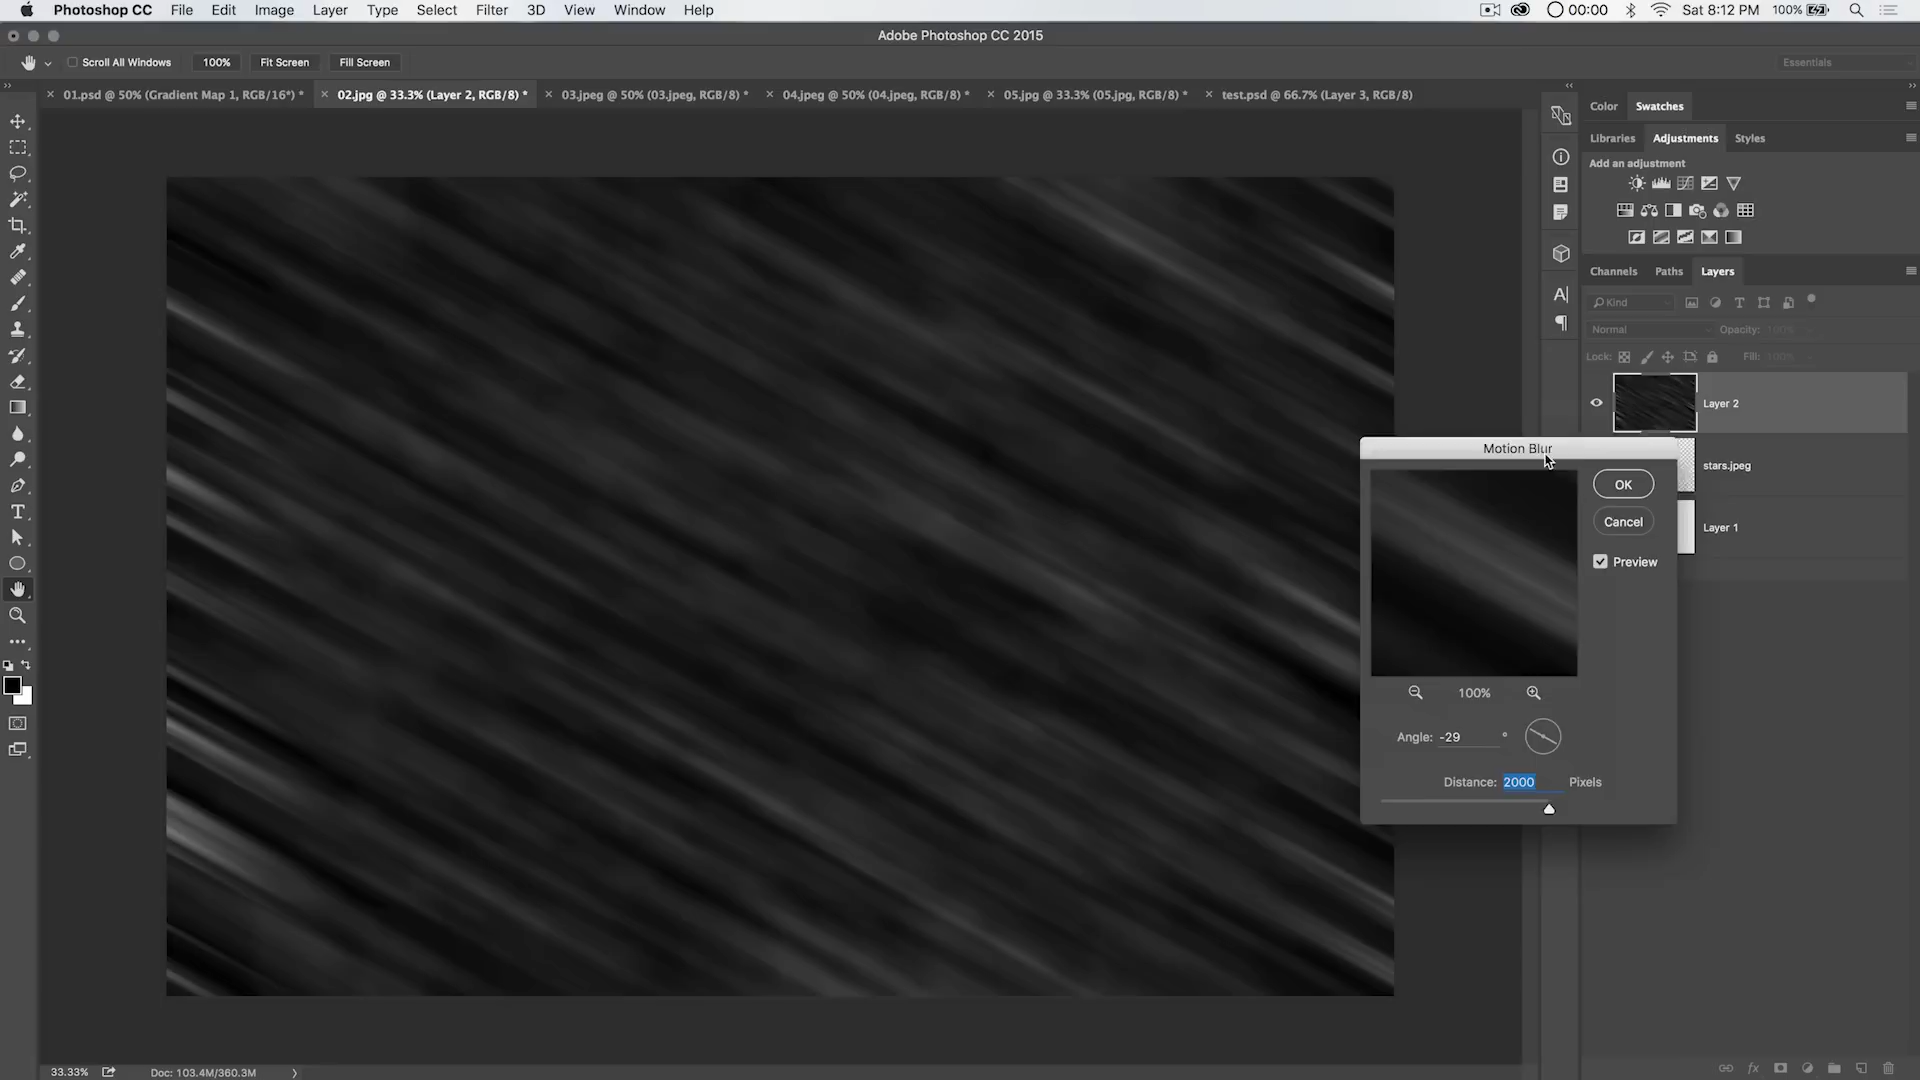 Photoshop CC File Edit Image Layer Type Select Filter 3D View Window Help 00:00 Sat 8:12 PM 100%
Adobe Photoshop CC 2015
Scroll All Windows 100% Fit Screen Fill Screen Essentials
01.psd @ 50% (Gradient Map 1, RGB/16*) * 02.jpg @ 33.3% (Layer 2, RGB/8) * 03.jpeg @ 50% (03.jpeg, RGB/8) * 04.jpeg @ 50% (04.jpeg, RGB/8) * 05.jpg @ 33.3% (05.jpg, RGB/8) * test.psd @ 66.7% (Layer 3, RGB/8)
Color Swatches
Libraries Adjustments Styles
Add an adjustment
Channels Paths Layers
Kind
Normal Opacity: 100%
Lock: Fill: 100%
Layer 2
stars.jpeg
Layer 1
Motion Blur
OK
Cancel
Preview
100%
Angle: -29 °
Distance: 2000 Pixels
33.33% Doc: 103.4M/360.3M